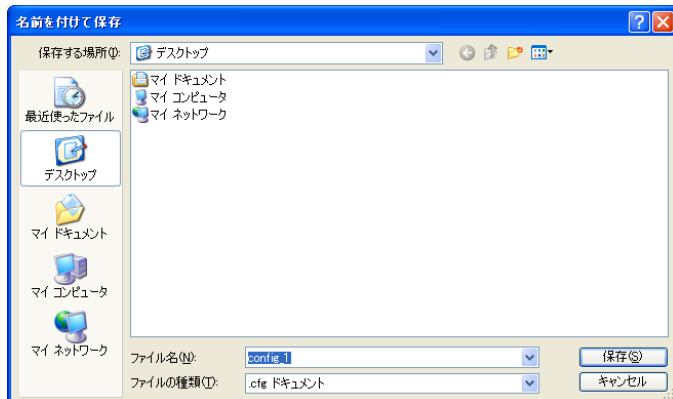 名前を付けて保存
保存する場所(I):
デスクトップ
最近使ったファイル
デスクトップ
マイ ドキュメント
マイ コンピュータ
マイ ネットワーク
マイ ドキュメント
マイ コンピュータ
マイ ネットワーク
ファイル名(N):
config_1
保存(S)
ファイルの種類(T):
.cfg ドキュメント
キャンセル